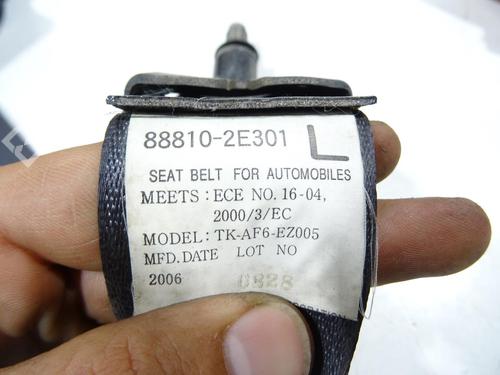 88810-2E301 L
SEAT BELT FOR AUTOMOBILES
MEETS: ECE NO. 16-04,
2000/3/EC
MODEL: TK-AF6-EZ005
MFD. DATE LOT NO
2006 0828